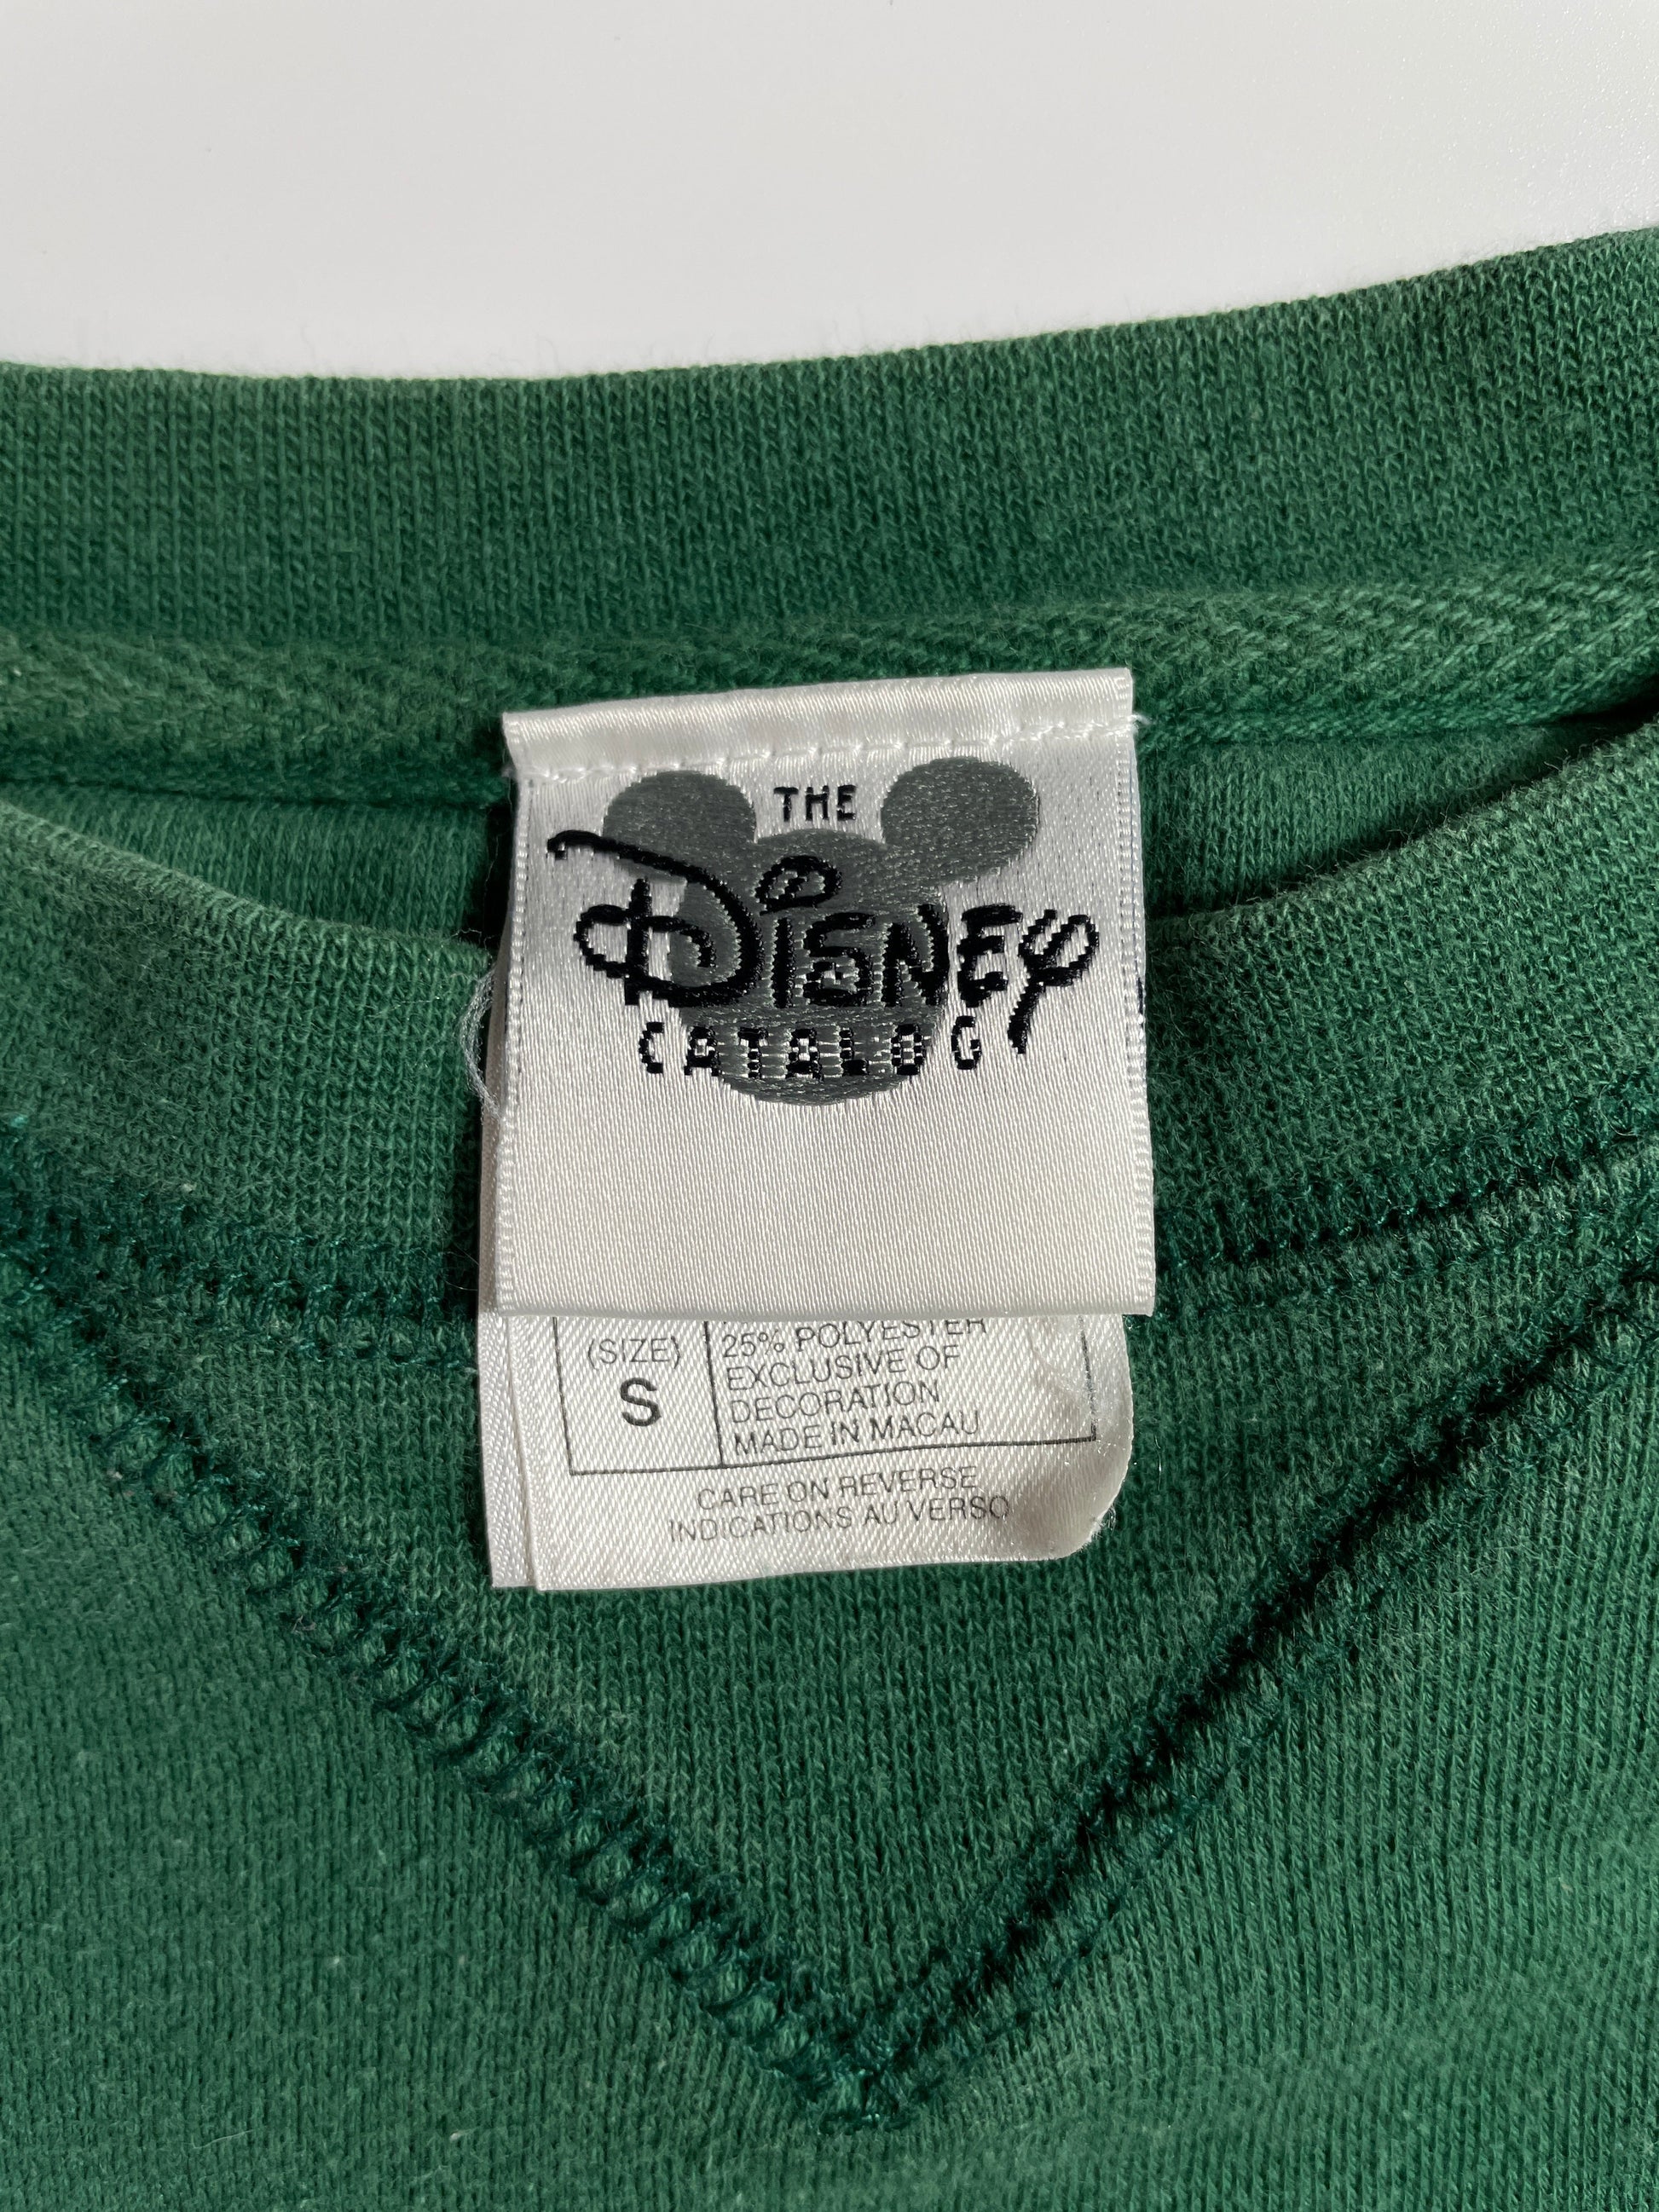 THE
Disney
CATALOG
(SIZE)
S
25% POLYESTER
EXCLUSIVE OF
DECORATION
MADE IN MACAU
CARE ON REVERSE
INDICATIONS AU VERSO